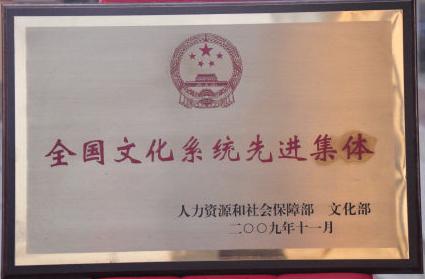 全国文化系统先进集体
人力资源和社会保障部 文化部
二〇〇九年十一月